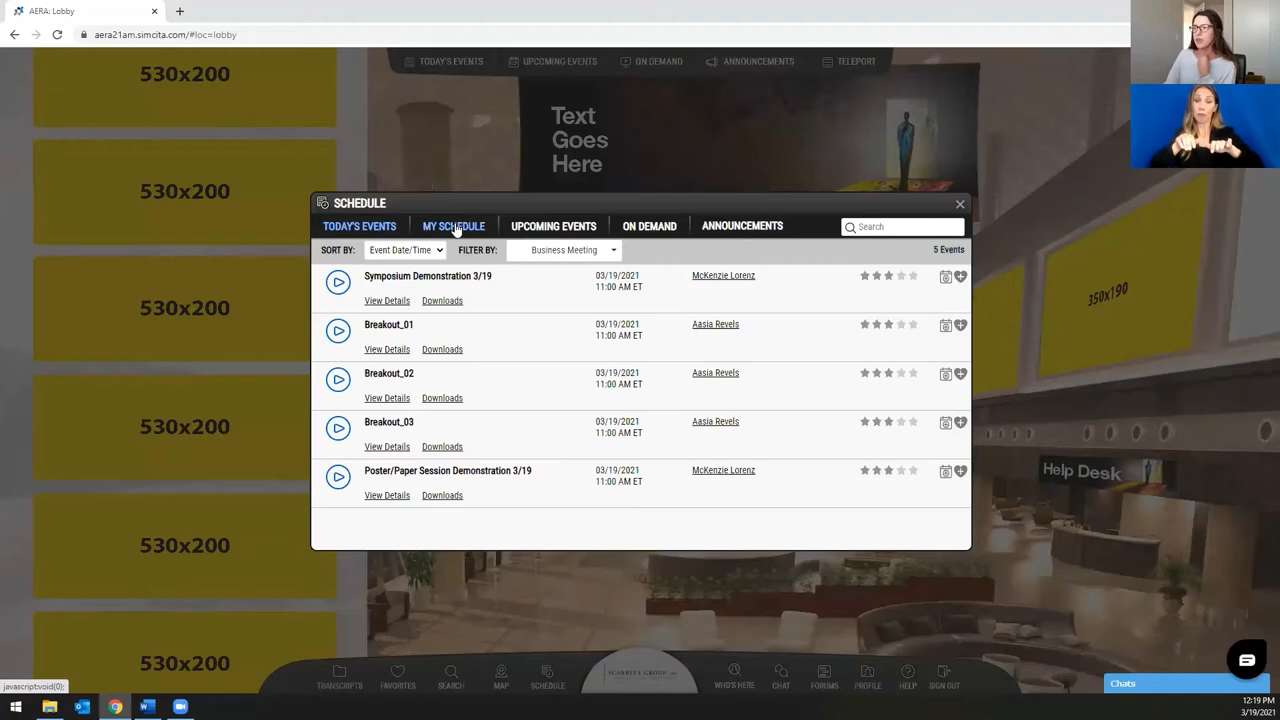 AERA: Lobby
aera21am.simcita.com/#loc=lobby
TODAY'S EVENTS
UPCOMING EVENTS
ON DEMAND
ANNOUNCEMENTS
TELEPORT
530x200
530x200
530x200
530x200
530x200
530x200
Text
Goes
Here
350x190
Help Desk
SCHEDULE
TODAY'S EVENTS
MY SCHEDULE
UPCOMING EVENTS
ON DEMAND
ANNOUNCEMENTS
Search
SORT BY: Event Date/Time FILTER BY: Business Meeting 5 Events
Symposium Demonstration 3/19 03/19/2021 McKenzie Lorenz
11:00 AM ET
View Details Downloads
Breakout_01 03/19/2021 Aasia Revels
11:00 AM ET
View Details Downloads
Breakout_02 03/19/2021 Aasia Revels
11:00 AM ET
View Details Downloads
Breakout_03 03/19/2021 Aasia Revels
11:00 AM ET
View Details Downloads
Poster/Paper Session Demonstration 3/19 03/19/2021 McKenzie Lorenz
11:00 AM ET
View Details Downloads
TRANSCRIPTS
FAVORITES
SEARCH
MAP
SCHEDULE
SCARRITT GROUP
WHO'S HERE
CHAT
FORUMS
PROFILE
HELP
SIGN OUT
javascript:void(0);
Chats
12:19 PM
3/19/2021